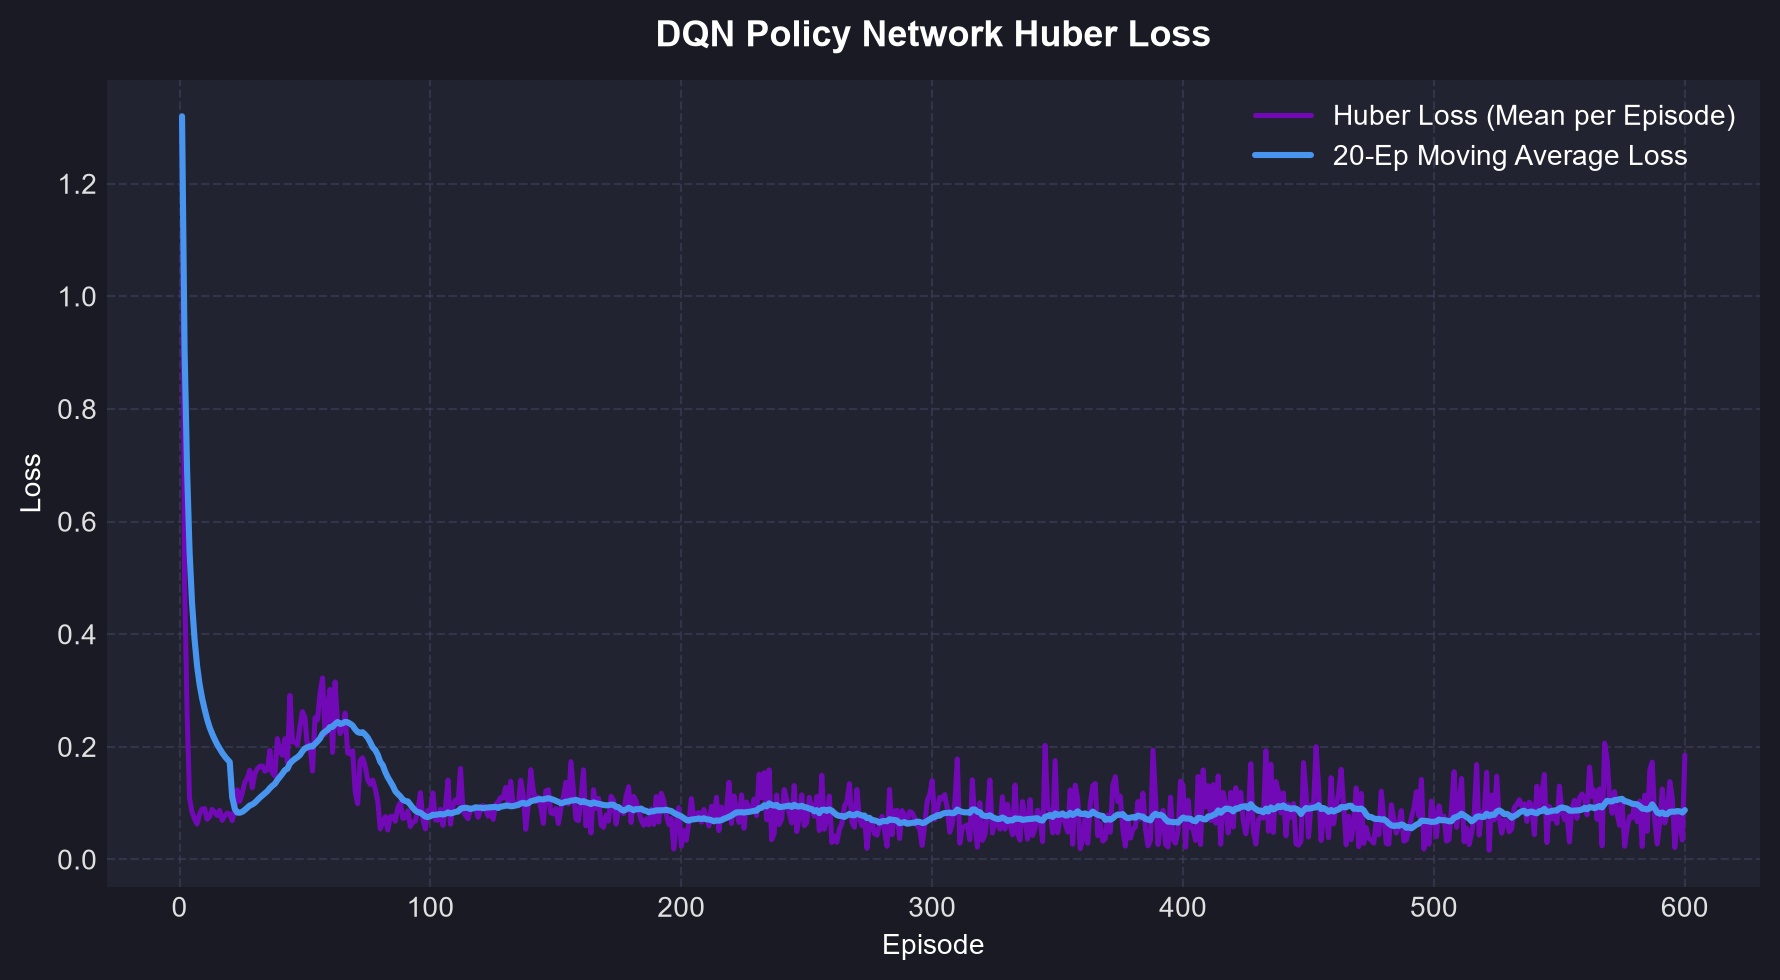 DQN Policy Network Huber Loss
Huber Loss (Mean per Episode)
20-Ep Moving Average Loss
1.2
1.0
0.8
0.6
0.4
0.2
0.0
Loss
0 100 200 300 400 500 600
Episode